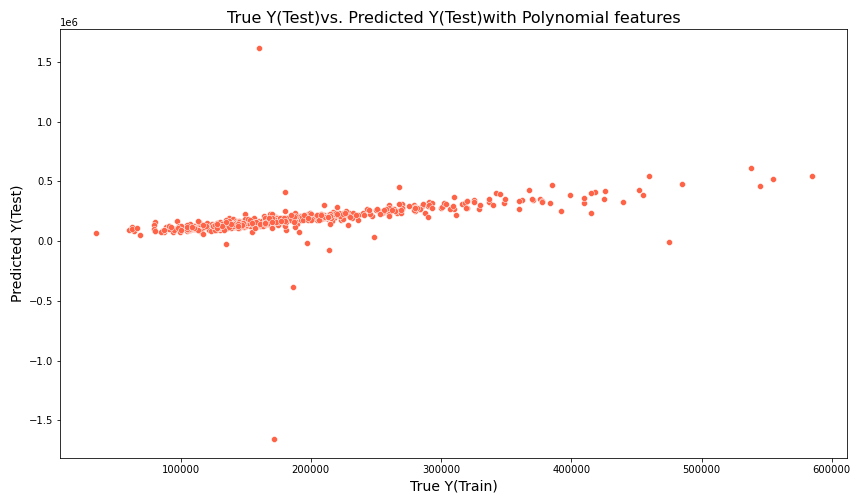 True Y(Test)vs. Predicted Y(Test)with Polynomial features
1e6
1.5
1.0
0.5
0.0
−0.5
−1.0
−1.5
Predicted Y(Test)
100000 200000 300000 400000 500000 600000
True Y(Train)